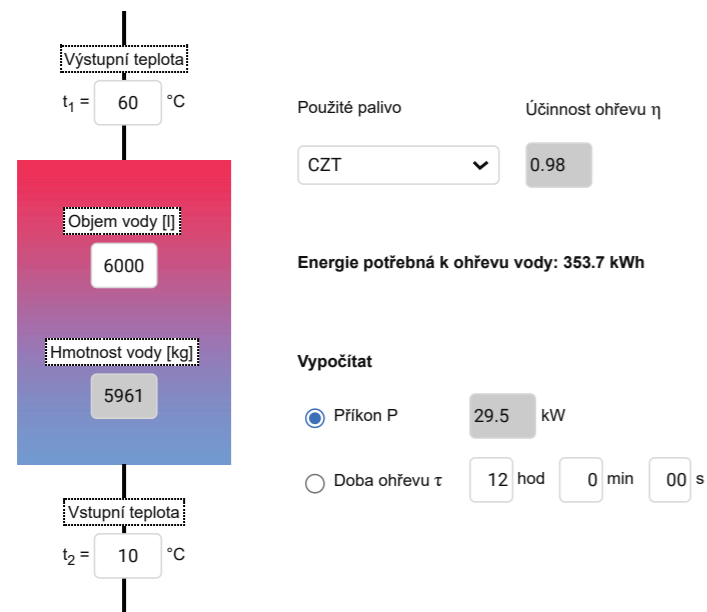 Výstupní teplota
t₁ = 60 °C
Objem vody [l]
6000
Hmotnost vody [kg]
5961
Vstupní teplota
t₂ = 10 °C
Použité palivo
Účinnost ohřevu η
CZT
0.98
Energie potřebná k ohřevu vody: 353.7 kWh
Vypočítat
Příkon P 29.5 kW
Doba ohřevu τ 12 hod 0 min 00 s